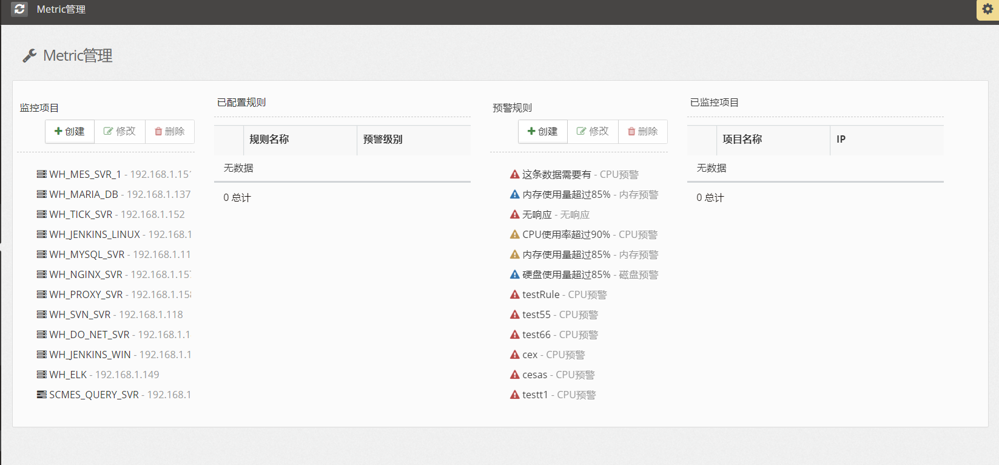 Metric管理
Metric管理
监控项目
创建 修改 删除
WH_MES_SVR_1 - 192.168.1.151
WH_MARIA_DB - 192.168.1.137
WH_TICK_SVR - 192.168.1.152
WH_JENKINS_LINUX - 192.168.1
WH_MYSQL_SVR - 192.168.1.11
WH_NGINX_SVR - 192.168.1.157
WH_PROXY_SVR - 192.168.1.158
WH_SVN_SVR - 192.168.1.118
WH_DO_NET_SVR - 192.168.1.1
WH_JENKINS_WIN - 192.168.1.1
WH_ELK - 192.168.1.149
SCMES_QUERY_SVR - 192.168.1
已配置规则
规则名称 预警级别
无数据
0 总计
预警规则
创建 修改 删除
这条数据需要有 - CPU预警
内存使用量超过85% - 内存预警
无响应 - 无响应
CPU使用率超过90% - CPU预警
内存使用量超过85% - 内存预警
硬盘使用量超过85% - 磁盘预警
testRule - CPU预警
test55 - CPU预警
test66 - CPU预警
cex - CPU预警
cesas - CPU预警
testt1 - CPU预警
已监控项目
项目名称 IP
无数据
0 总计